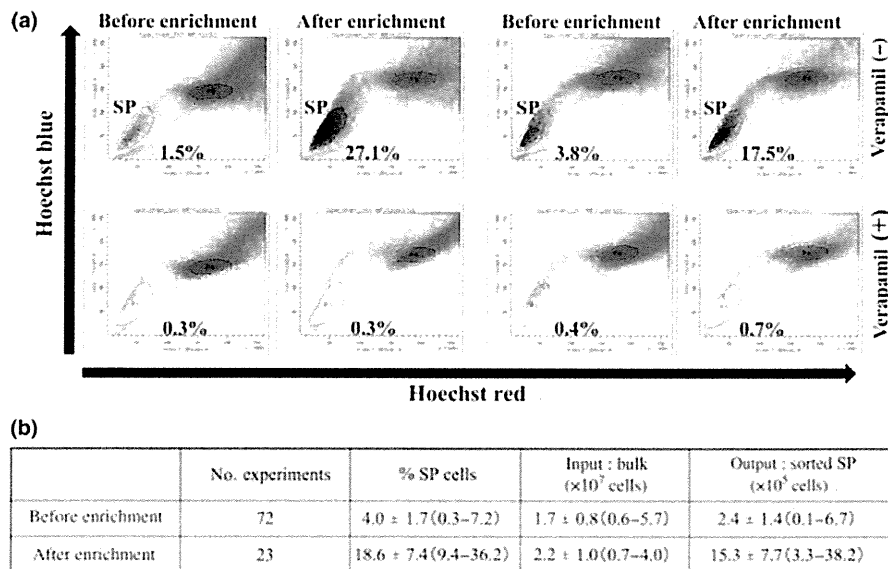 (a)
Before enrichment After enrichment Before enrichment After enrichment
Hoechst blue
SP SP SP SP
1.5% 27.1% 3.8% 17.5%
Verapamil (−)
0.3% 0.3% 0.4% 0.7%
Verapamil (+)
Hoechst red
(b)
No. experiments % SP cells Input : bulk (×10⁷ cells) Output : sorted SP (×10⁵ cells)
Before enrichment 72 4.0 ± 1.7(0.3–7.2) 1.7 ± 0.8(0.6–5.7) 2.4 ± 1.4(0.1–6.7)
After enrichment 23 18.6 ± 7.4(9.4–36.2) 2.2 ± 1.0(0.7–4.0) 15.3 ± 7.7(3.3–38.2)